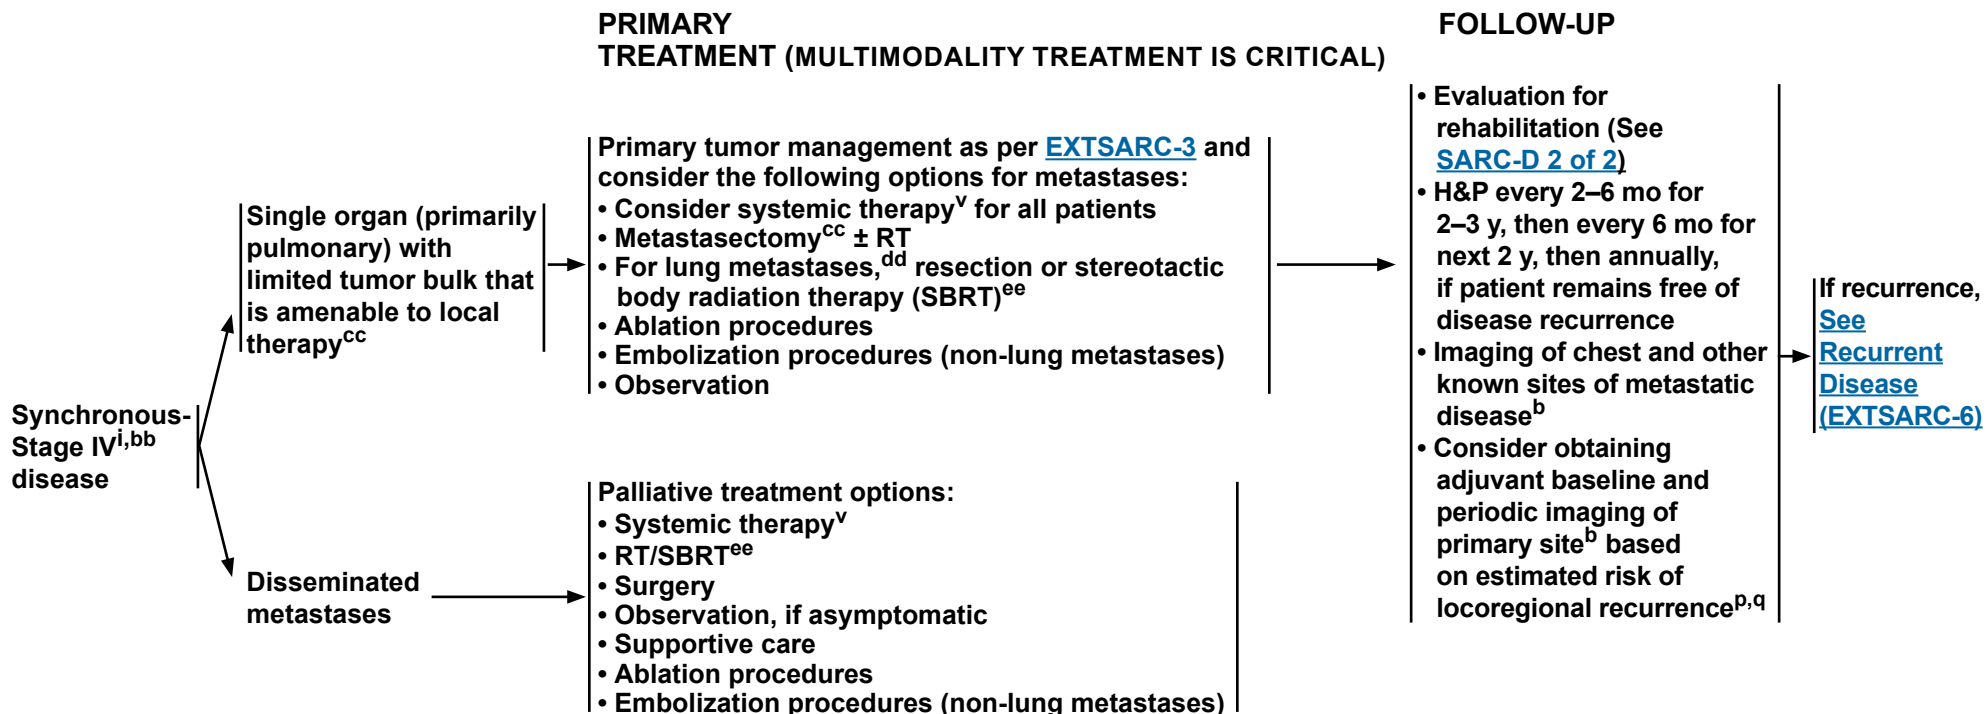 PRIMARY
TREATMENT (MULTIMODALITY TREATMENT IS CRITICAL)
FOLLOW-UP
Synchronous-
Stage IVi,bb
disease
Single organ (primarily
pulmonary) with
limited tumor bulk that
is amenable to local
therapycc
Primary tumor management as per EXTSARC-3 and
consider the following options for metastases:
• Consider systemic therapyv for all patients
• Metastasectomycc ± RT
• For lung metastases,dd resection or stereotactic
body radiation therapy (SBRT)ee
• Ablation procedures
• Embolization procedures (non-lung metastases)
• Observation
Disseminated
metastases
Palliative treatment options:
• Systemic therapyv
• RT/SBRTee
• Surgery
• Observation, if asymptomatic
• Supportive care
• Ablation procedures
• Embolization procedures (non-lung metastases)
• Evaluation for
rehabilitation (See
SARC-D 2 of 2)
• H&P every 2–6 mo for
2–3 y, then every 6 mo for
next 2 y, then annually,
if patient remains free of
disease recurrence
• Imaging of chest and other
known sites of metastatic
diseaseb
• Consider obtaining
adjuvant baseline and
periodic imaging of
primary siteb based
on estimated risk of
locoregional recurrencep,q
If recurrence,
See
Recurrent
Disease
(EXTSARC-6)